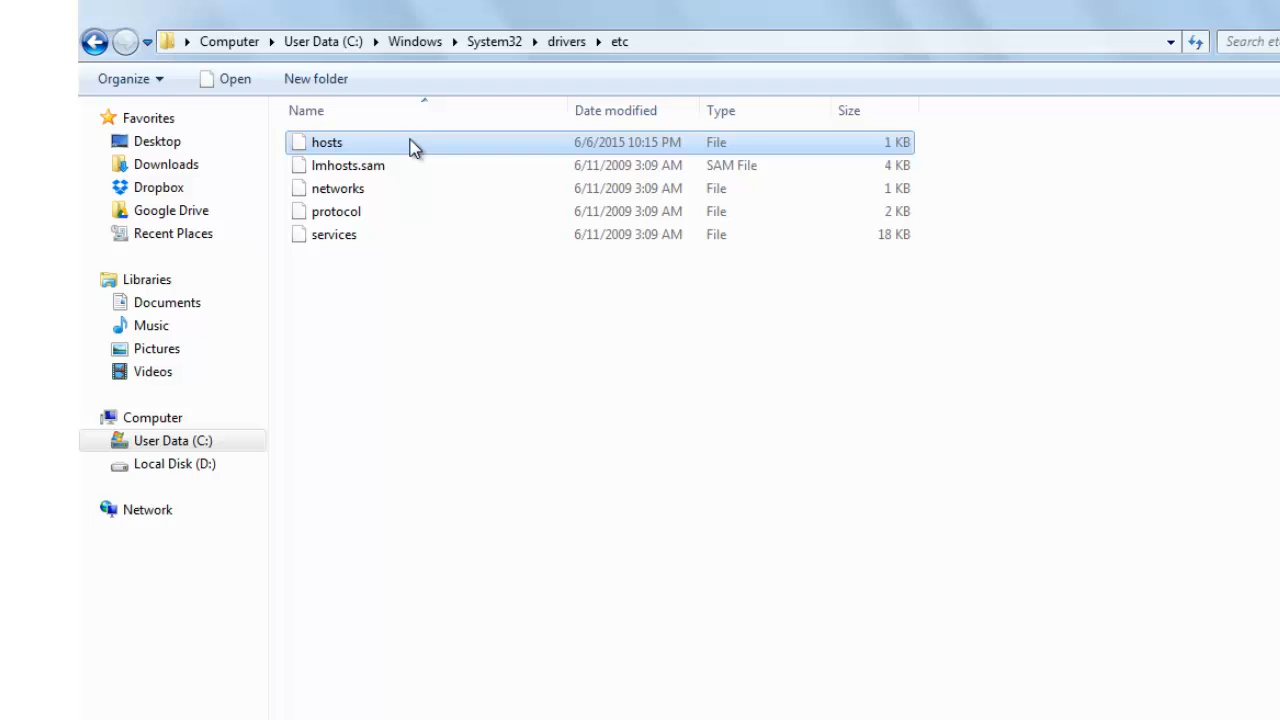 Computer User Data (C:) Windows System32 drivers etc Search etc
Organize Open New folder
Name Date modified Type Size
hosts 6/6/2015 10:15 PM File 1 KB
lmhosts.sam 6/11/2009 3:09 AM SAM File 4 KB
networks 6/11/2009 3:09 AM File 1 KB
protocol 6/11/2009 3:09 AM File 2 KB
services 6/11/2009 3:09 AM File 18 KB
Favorites
Desktop
Downloads
Dropbox
Google Drive
Recent Places
Libraries
Documents
Music
Pictures
Videos
Computer
User Data (C:)
Local Disk (D:)
Network